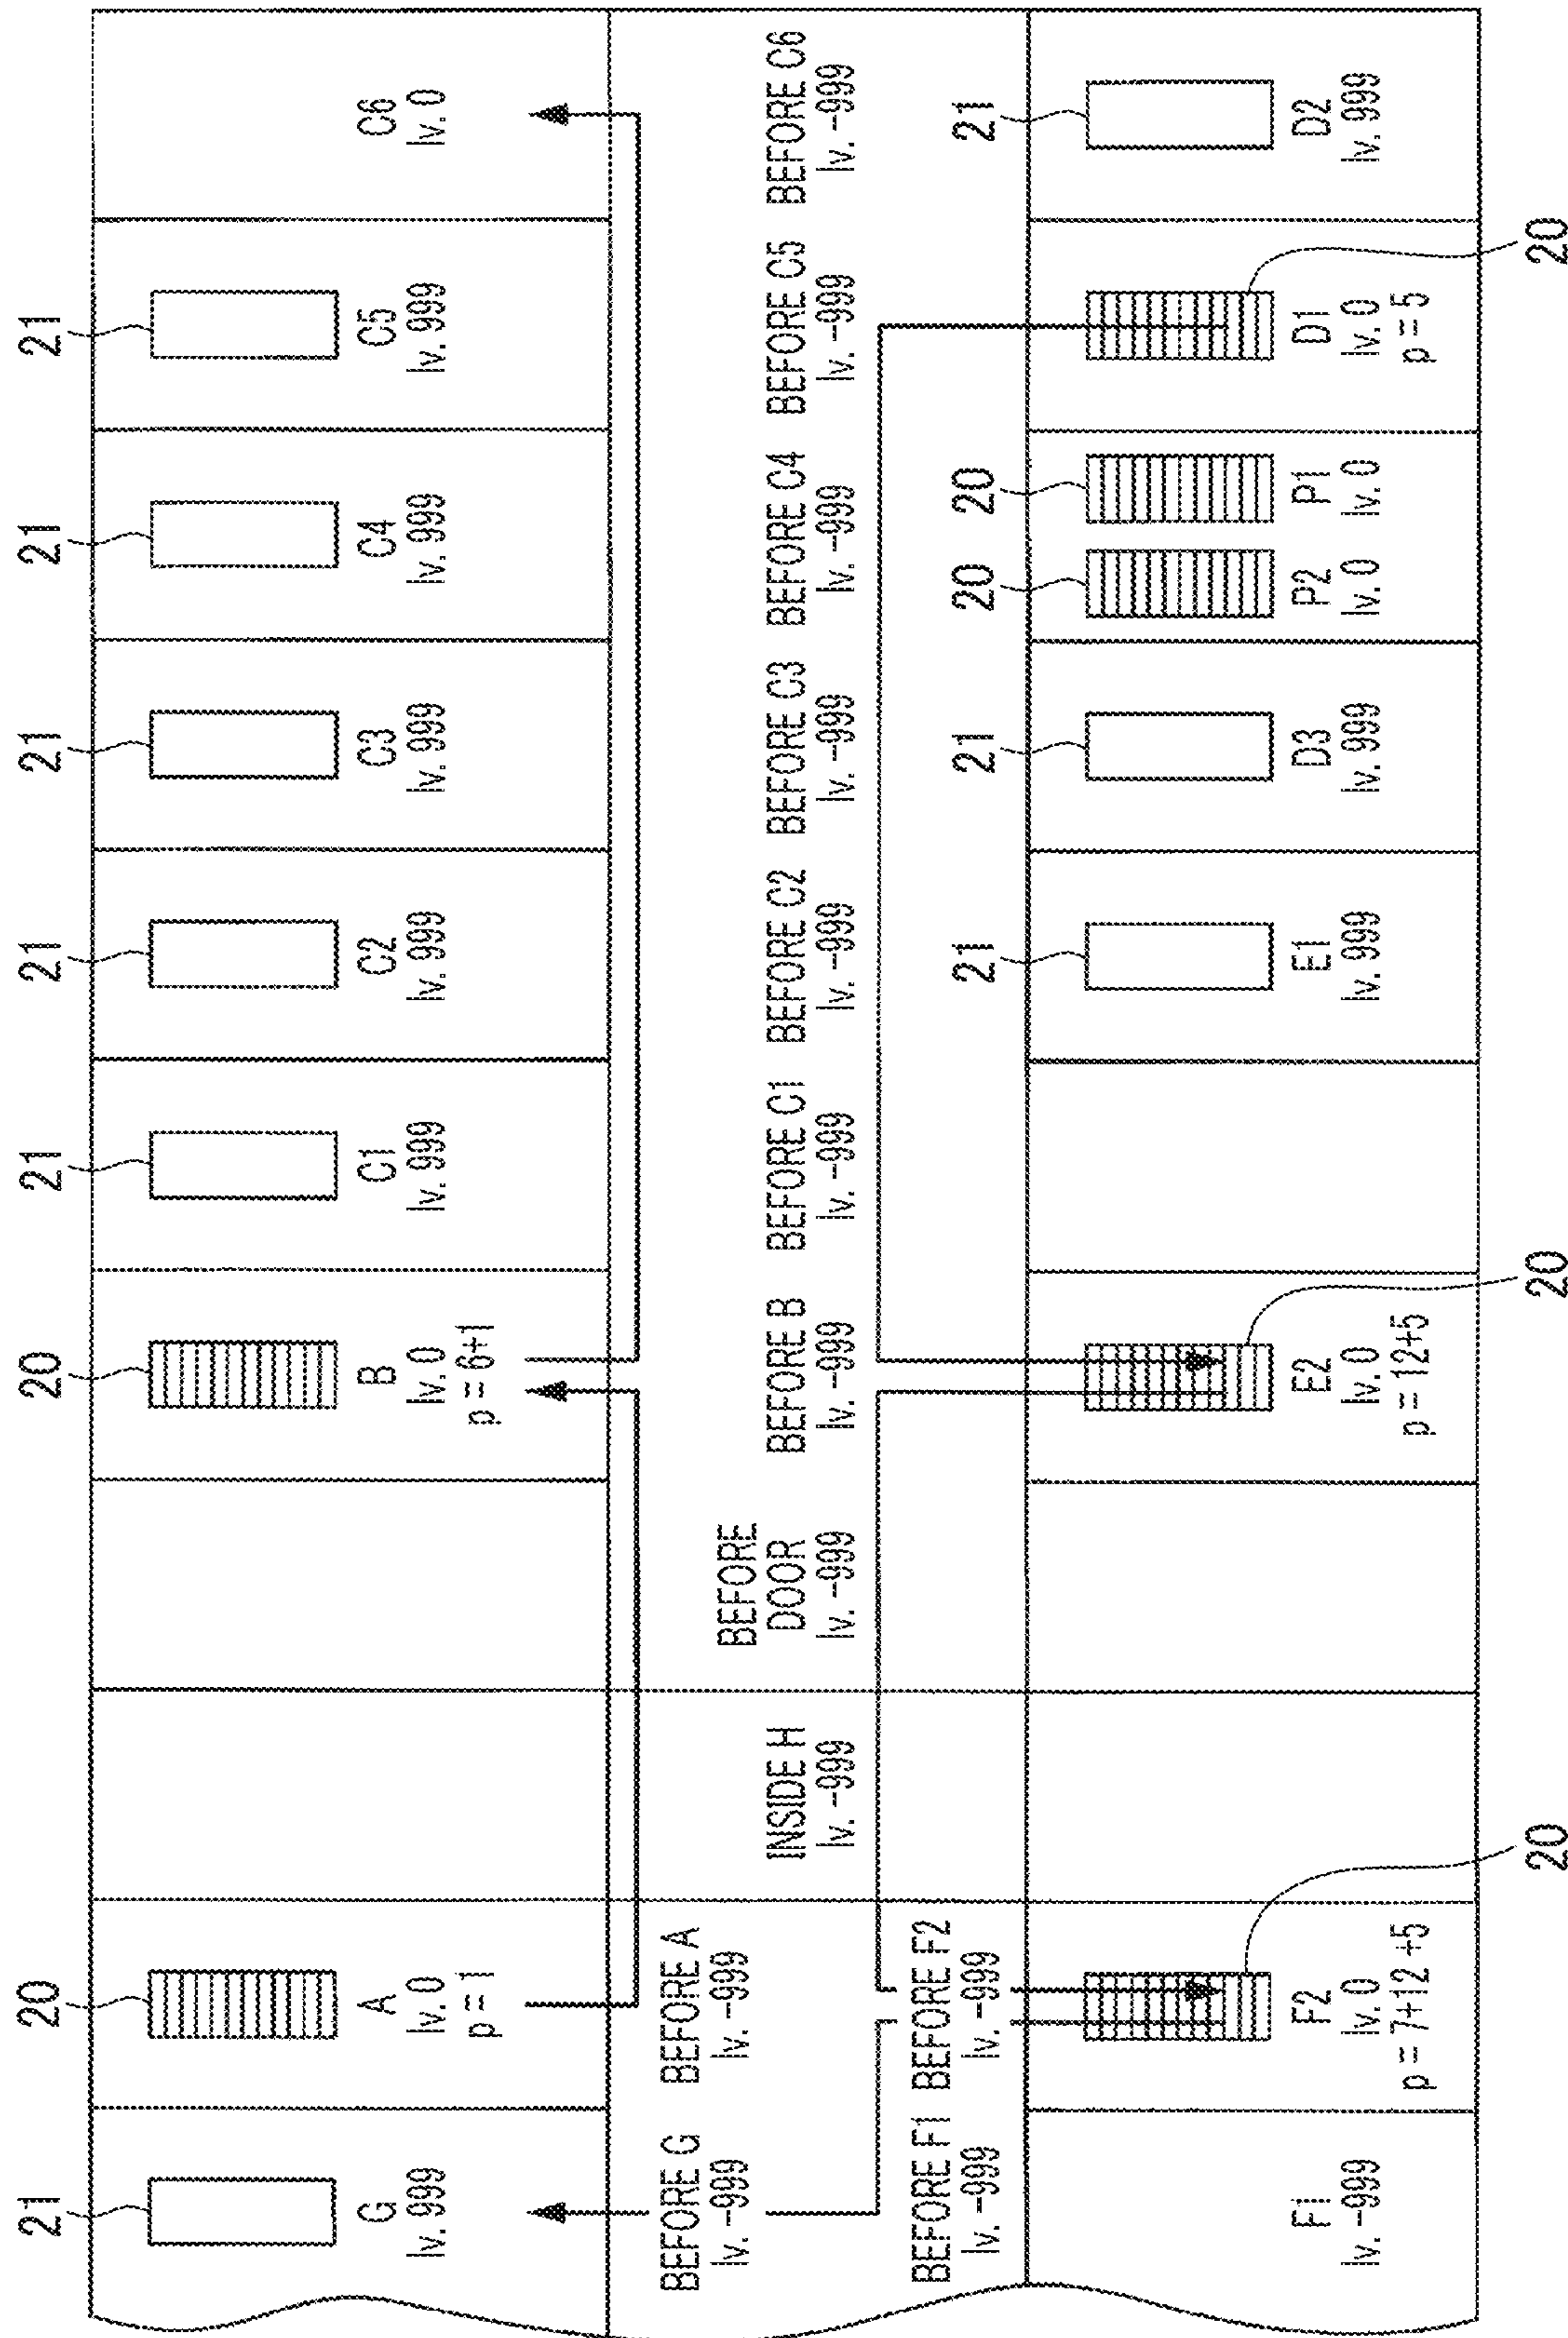 21
G
lv. 999
20
A
lv. 0
p = 1
20
B
lv. 0
p = 6+1
21
C1
lv. 999
21
C2
lv. 999
21
C3
lv. 999
21
C4
lv. 999
21
C5
lv. 999
C6
lv. 0
BEFORE G
lv. -999
BEFORE A
lv. -999
BEFORE F1
lv. -999
BEFORE F2
lv. -999
INSIDE H
lv. -999
BEFORE
DOOR
lv. -999
BEFORE B
lv. -999
BEFORE C1
lv. -999
BEFORE C2
lv. -999
BEFORE C3
lv. -999
BEFORE C4
lv. -999
BEFORE C5
lv. -999
BEFORE C6
lv. -999
F1
lv. -999
F2
lv. 0
p = 7+12+5
20
E2
lv. 0
p = 12+5
20
21
E1
lv. 999
21
D3
lv. 999
20
P2
lv. 0
20
P1
lv. 0
D1
lv. 0
p = 5
20
21
D2
lv. 999